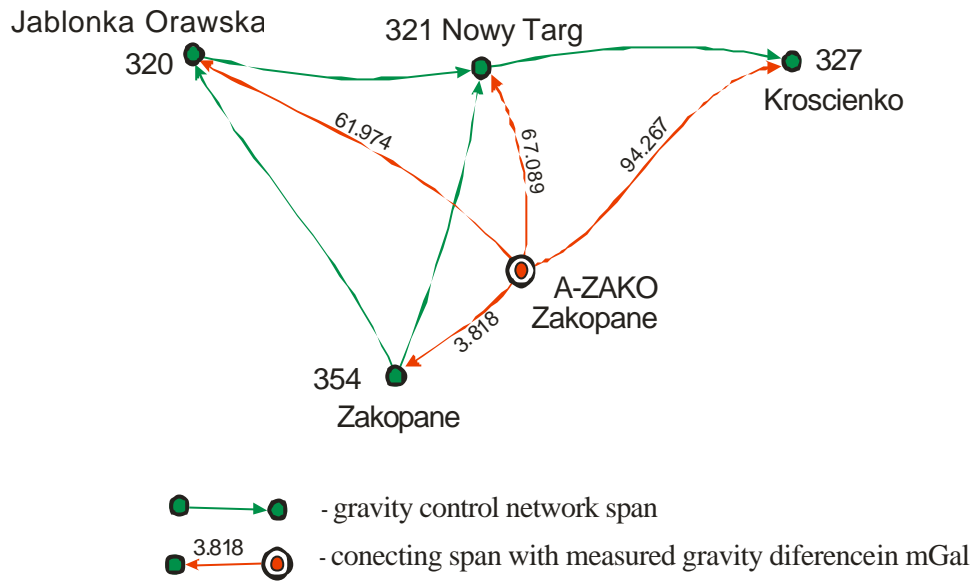 Jablonka Orawska
320
321 Nowy Targ
327
Kroscienko
61.974
67.089
94.267
A-ZAKO
Zakopane
3.818
354
Zakopane
- gravity control network span
3.818
- conecting span with measured gravity diferencein mGal